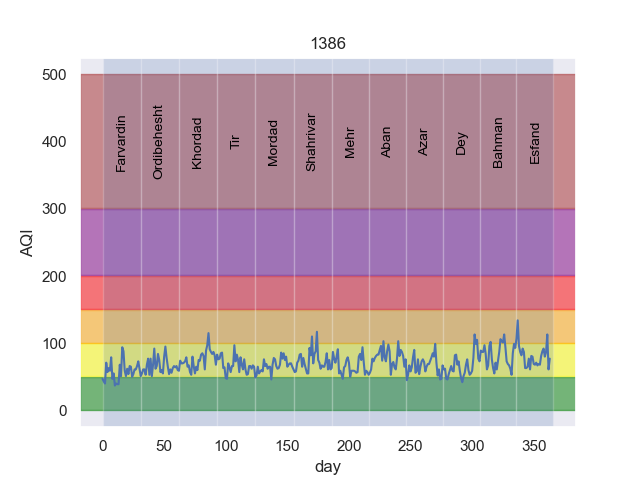 1386
500
400
300
200
100
0
AQI
Farvardin
Ordibehesht
Khordad
Tir
Mordad
Shahrivar
Mehr
Aban
Azar
Dey
Bahman
Esfand
0 50 100 150 200 250 300 350
day